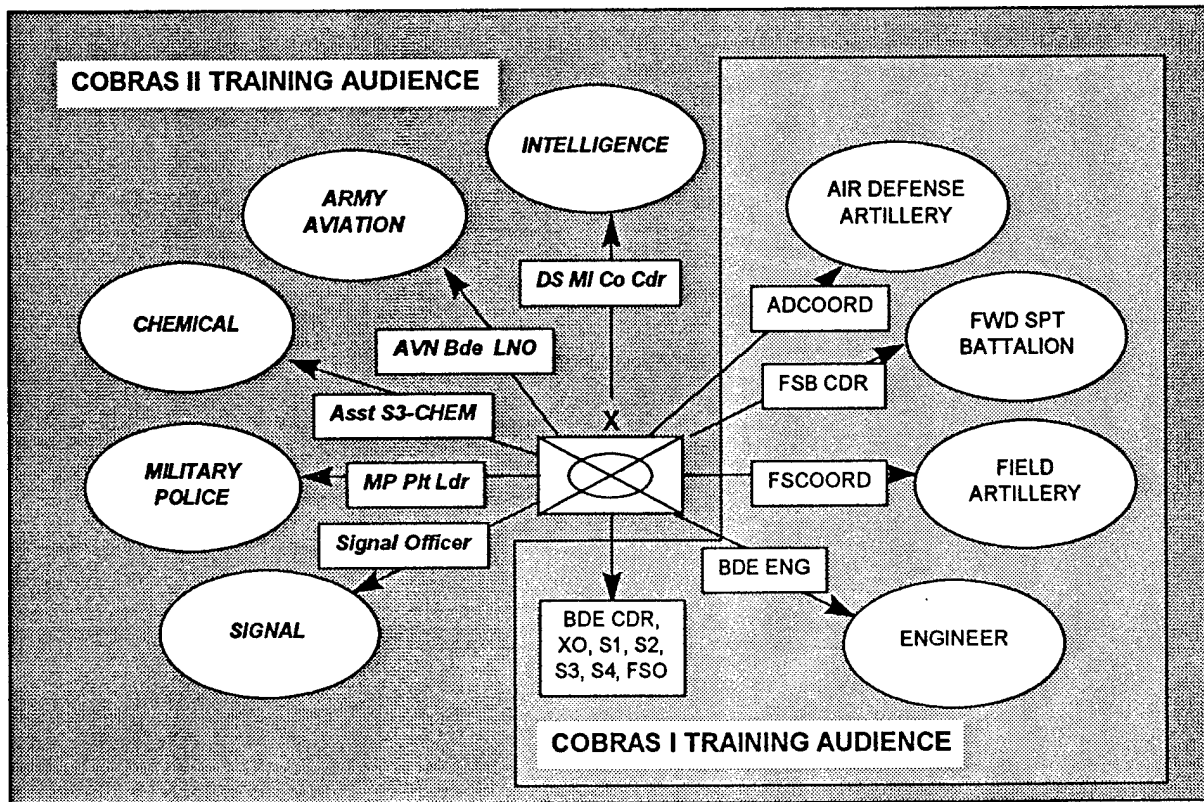 COBRAS II TRAINING AUDIENCE
INTELLIGENCE
ARMY
AVIATION
AIR DEFENSE
ARTILLERY
DS MI Co Cdr
ADCOORD
CHEMICAL
AVN Bde LNO
FWD SPT
BATTALION
FSB CDR
Asst S3-CHEM
X
MILITARY
POLICE
MP Plt Ldr
FSCOORD
FIELD
ARTILLERY
Signal Officer
BDE ENG
SIGNAL
BDE CDR,
XO, S1, S2,
S3, S4, FSO
ENGINEER
COBRAS I TRAINING AUDIENCE